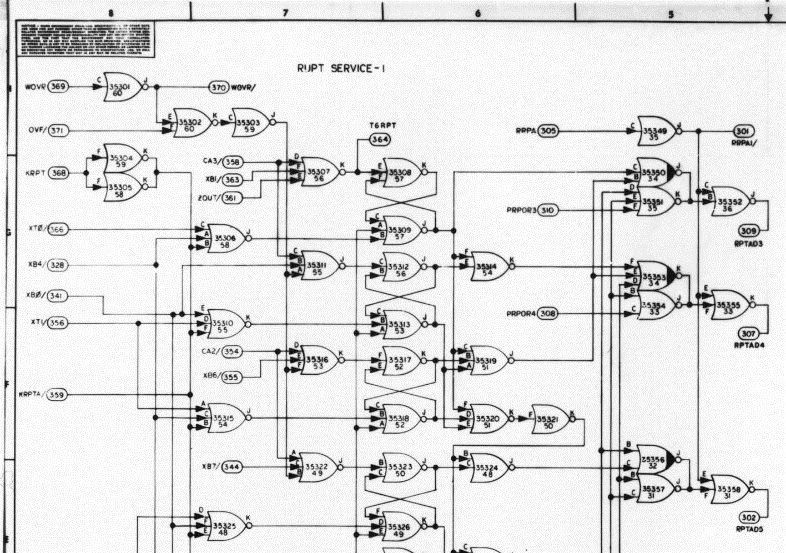 8 7 6 5
RUPT SERVICE-1
WOVR 369
C 35301 60 J
370 WOVR/
OVF/ 371
E E 35302 60 K
C 35303 59 J
T6RPT
364
RRPA 305
C 35349 35 J
301 RRPA1/
KRPT 368
F 35304 59 J
F 35305 58 K
CA3/ 358
XB1/ 363
ZOUT/ 361
D F E 35307 56 K
E 35308 57 K
C B 35350 34 J
D E F 35351 35 K
C B 35352 36 J
PRPOR3 310
309
RPTAD3
XT0/ 366
C A B 35306 58 J
C A B 35309 57 J
XB4/ 328
C B A 35311 55 J
C B 35312 56 K
F E 35314 54 K
F E D 35353 34 K
XB0/ 341
XT1/ 356
E D F 35310 55 K
C B A 35313 53 J
PRPOR4 308
B C 35354 33 J
E F 35355 33 K
307
RPTAD4
CA2/ 354
XB6/ 355
D E F 35316 53 K
F E 35317 52 K
C B A 35319 51 J
KRPTA/ 359
A C B 35315 54 J
C B A 35318 52 J
F D E 35320 51 K
F 35321 50 K
XB7/ 344
A C B 35322 49 J
B C 35323 50 J
B C 35324 48 J
B C 35356 32 J
B C 35357 31 J
E F 35358 31 K
302
RPTAD5
D F E 35325 48 K
F D E 35326 49 K
C C
G
F
E